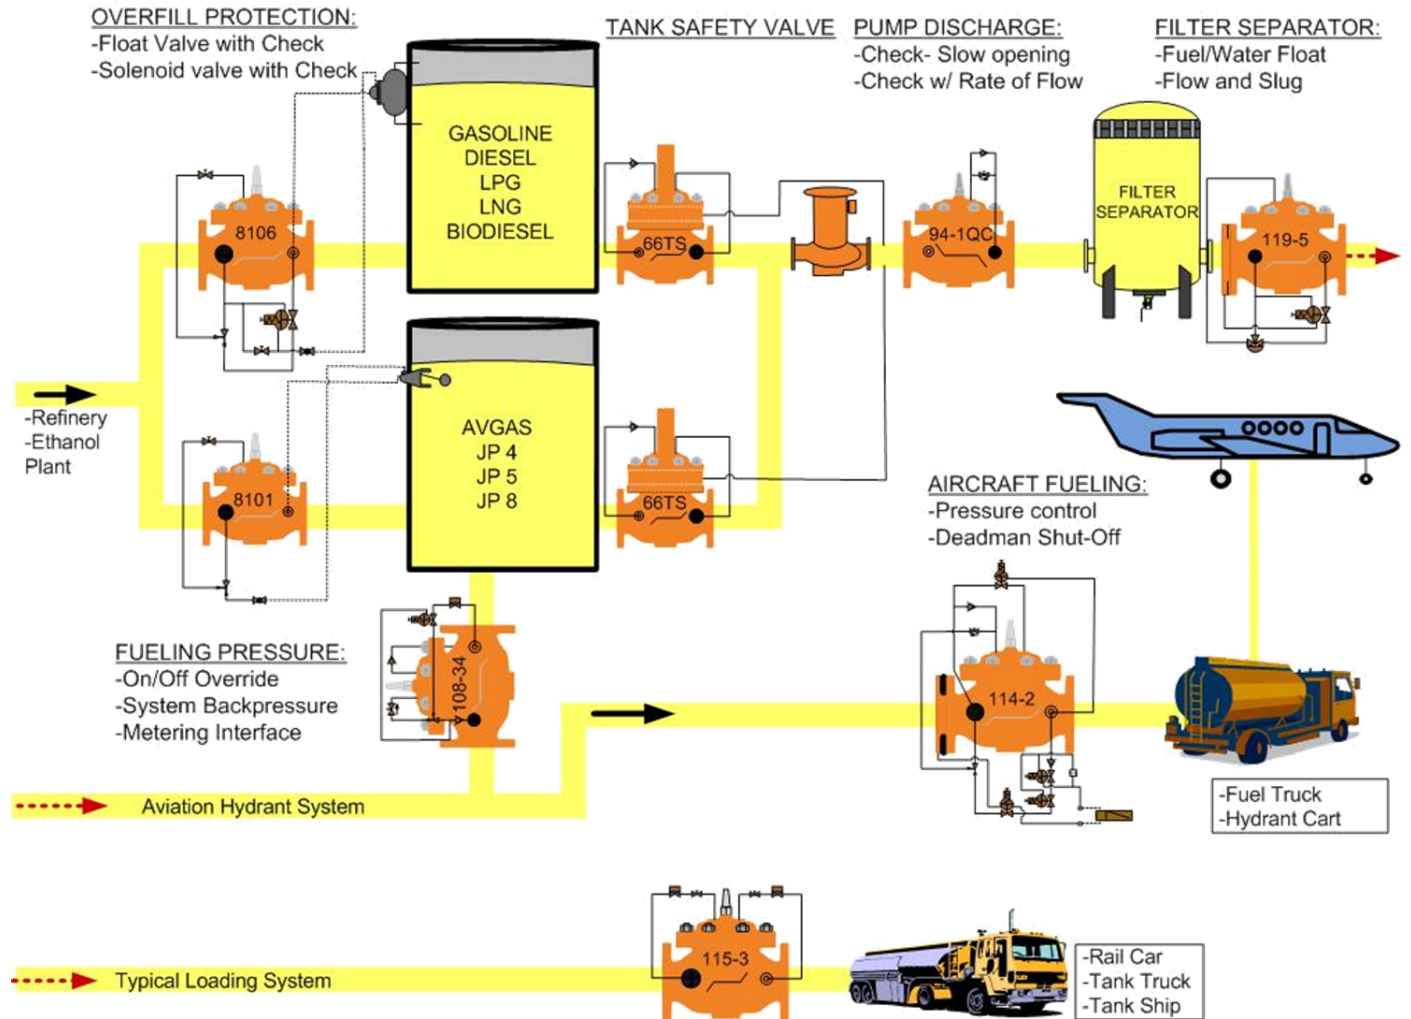 OVERFILL PROTECTION:
-Float Valve with Check
-Solenoid valve with Check
TANK SAFETY VALVE
PUMP DISCHARGE:
-Check- Slow opening
-Check w/ Rate of Flow
FILTER SEPARATOR:
-Fuel/Water Float
-Flow and Slug
GASOLINE
DIESEL
LPG
LNG
BIODIESEL
8106
66TS
94-1QC
FILTER
SEPARATOR
119-5
-Refinery
-Ethanol
Plant
8101
AVGAS
JP 4
JP 5
JP 8
66TS
AIRCRAFT FUELING:
-Pressure control
-Deadman Shut-Off
FUELING PRESSURE:
-On/Off Override
-System Backpressure
-Metering Interface
108-34
114-2
-Fuel Truck
-Hydrant Cart
Aviation Hydrant System
115-3
Typical Loading System
-Rail Car
-Tank Truck
-Tank Ship